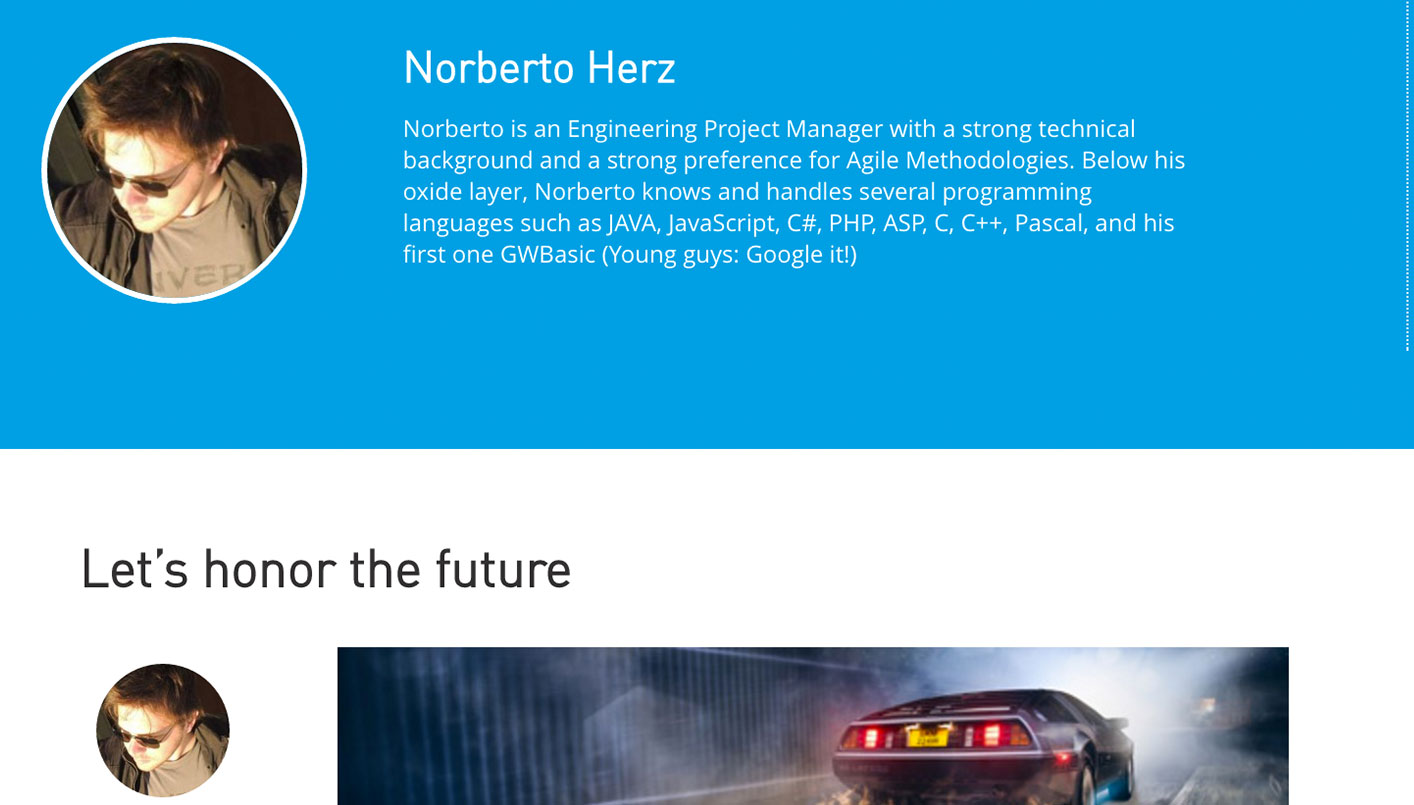 Norberto Herz
Norberto is an Engineering Project Manager with a strong technical
background and a strong preference for Agile Methodologies. Below his
oxide layer, Norberto knows and handles several programming
languages such as JAVA, JavaScript, C#, PHP, ASP, C, C++, Pascal, and his
first one GWBasic (Young guys: Google it!)
Let’s honor the future